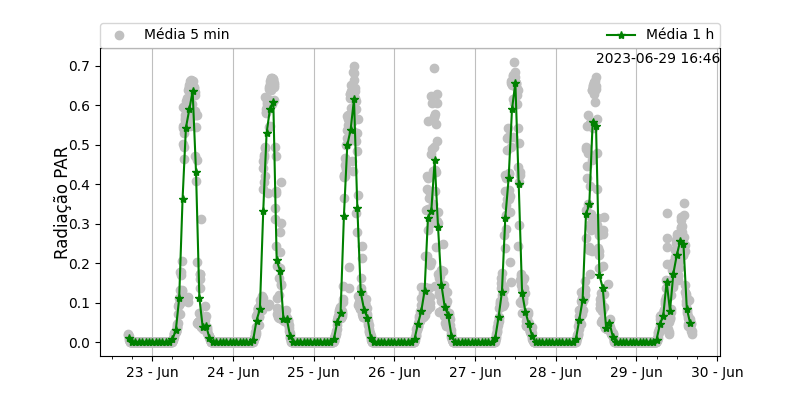 Média 5 min
Média 1 h
2023-06-29 16:46
Radiação PAR
0.7
0.6
0.5
0.4
0.3
0.2
0.1
0.0
23 - Jun
24 - Jun
25 - Jun
26 - Jun
27 - Jun
28 - Jun
29 - Jun
30 - Jun